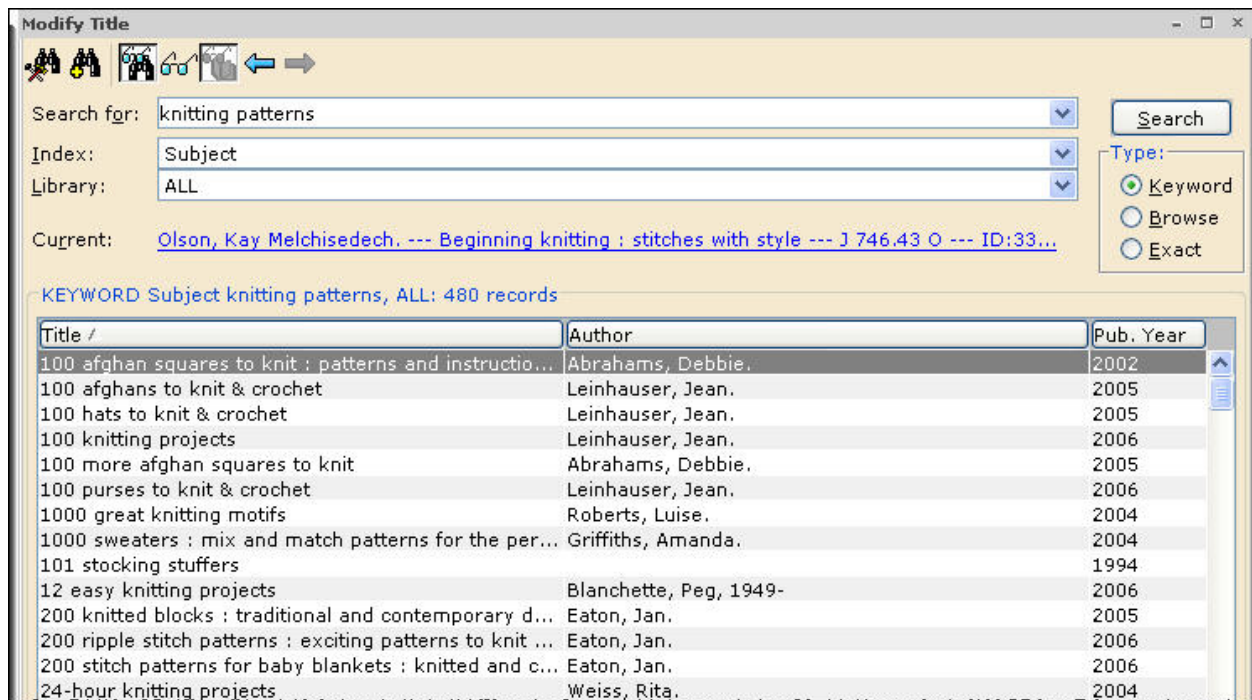 Modify Title
Search for: knitting patterns Search
Index: Subject Type:
Library: ALL Keyword
Browse
Current: Olson, Kay Melchisedech. --- Beginning knitting : stitches with style --- J 746.43 O --- ID:33...
Exact
KEYWORD Subject knitting patterns, ALL: 480 records
Title / Author Pub. Year
100 afghan squares to knit : patterns and instructio... Abrahams, Debbie. 2002
100 afghans to knit & crochet Leinhauser, Jean. 2005
100 hats to knit & crochet Leinhauser, Jean. 2005
100 knitting projects Leinhauser, Jean. 2006
100 more afghan squares to knit Abrahams, Debbie. 2005
100 purses to knit & crochet Leinhauser, Jean. 2006
1000 great knitting motifs Roberts, Luise. 2004
1000 sweaters : mix and match patterns for the per... Griffiths, Amanda. 2004
101 stocking stuffers 1994
12 easy knitting projects Blanchette, Peg, 1949- 2006
200 knitted blocks : traditional and contemporary d... Eaton, Jan. 2005
200 ripple stitch patterns : exciting patterns to knit ... Eaton, Jan. 2006
200 stitch patterns for baby blankets : knitted and c... Eaton, Jan. 2006
24-hour knitting projects Weiss, Rita. 2004